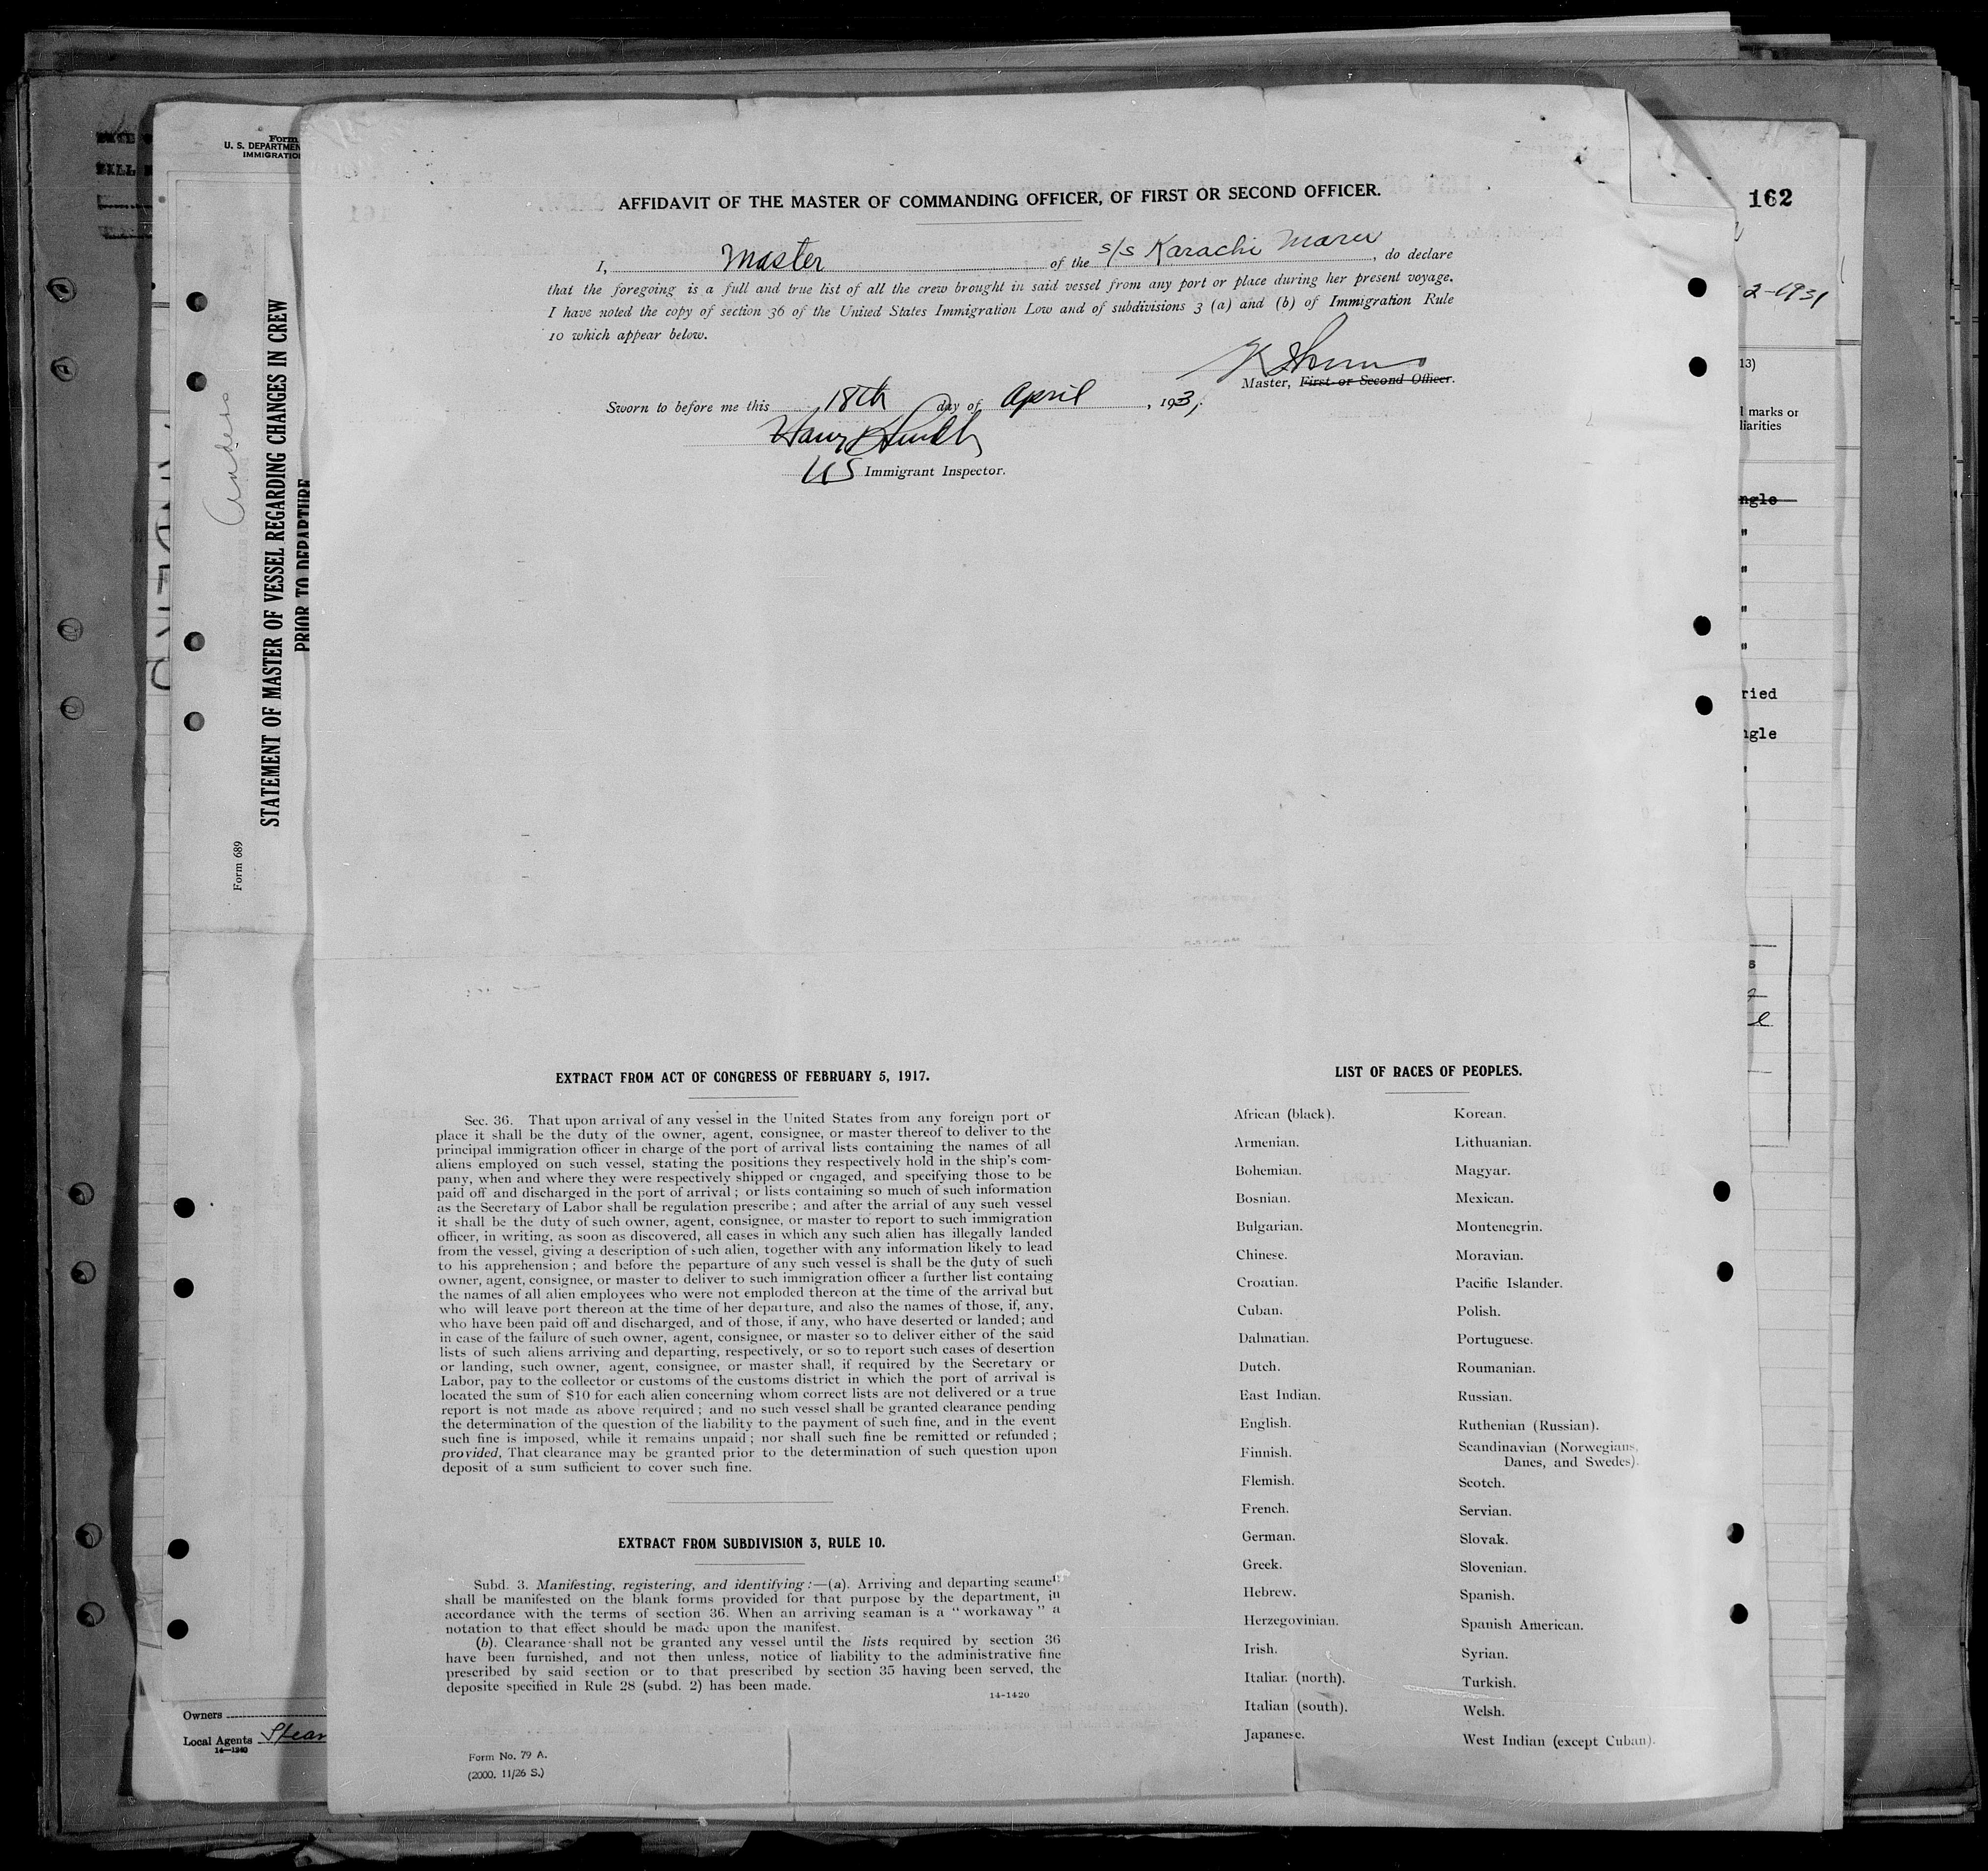 Form
U. S. DEPARTMEN
IMMIGRATIO
162
2-1931
13)
l marks or
liarities
ngle
"
"
"
"
ried
ngle
STATEMENT OF MASTER OF VESSEL REGARDING CHANGES IN CREW
PRIOR TO DEPARTURE
Form 689
Owners
Local Agents Stear
14—1240
AFFIDAVIT OF THE MASTER OF COMMANDING OFFICER, OF FIRST OR SECOND OFFICER.
I, Master of the s/s Karachi Maru, do declare
that the foregoing is a full and true list of all the crew brought in said vessel from any port or place during her present voyage.
I have noted the copy of section 36 of the United States Immigration Low and of subdivisions 3 (a) and (b) of Immigration Rule
10 which appear below.
Master, First or Second Officer.
Sworn to before me this 18th day of April, 1931
US Immigrant Inspector.
EXTRACT FROM ACT OF CONGRESS OF FEBRUARY 5, 1917.
Sec. 36. That upon arrival of any vessel in the United States from any foreign port or
place it shall be the duty of the owner, agent, consignee, or master thereof to deliver to the
principal immigration officer in charge of the port of arrival lists containing the names of all
aliens employed on such vessel, stating the positions they respectively hold in the ship's com-
pany, when and where they were respectively shipped or engaged, and specifying those to be
paid off and discharged in the port of arrival; or lists containing so much of such information
as the Secretary of Labor shall be regulation prescribe; and after the arrial of any such vessel
it shall be the duty of such owner, agent, consignee, or master to report to such immigration
officer, in writing, as soon as discovered, all cases in which any such alien has illegally landed
from the vessel, giving a description of such alien, together with any information likely to lead
to his apprehension; and before the peparture of any such vessel is shall be the duty of such
owner, agent, consignee, or master to deliver to such immigration officer a further list containg
the names of all alien employees who were not emploded thereon at the time of the arrival but
who will leave port thereon at the time of her departure, and also the names of those, if, any,
who have been paid off and discharged, and of those, if any, who have deserted or landed; and
in case of the failure of such owner, agent, consignee, or master so to deliver either of the said
lists of such aliens arriving and departing, respectively, or so to report such cases of desertion
or landing, such owner, agent, consignee, or master shall, if required by the Secretary or
Labor, pay to the collector or customs of the customs district in which the port of arrival is
located the sum of $10 for each alien concerning whom correct lists are not delivered or a true
report is not made as above required; and no such vessel shall be granted clearance pending
the determination of the question of the liability to the payment of such fine, and in the event
such fine is imposed, while it remains unpaid; nor shall such fine be remitted or refunded;
provided, That clearance may be granted prior to the determination of such question upon
deposit of a sum sufficient to cover such fine.
EXTRACT FROM SUBDIVISION 3, RULE 10.
Subd. 3. Manifesting, registering, and identifying:—(a). Arriving and departing seamen
shall be manifested on the blank forms provided for that purpose by the department, in
accordance with the terms of section 36. When an arriving seaman is a "workaway" a
notation to that effect should be made upon the manifest.
(b). Clearance shall not be granted any vessel until the lists required by section 36
have been furnished, and not then unless, notice of liability to the administrative fine
prescribed by said section or to that prescribed by section 35 having been served, the
deposite specified in Rule 28 (subd. 2) has been made.
14-1420
Form No. 79 A.
(2000. 11/26 S.)
LIST OF RACES OF PEOPLES.
African (black).
Armenian.
Bohemian.
Bosnian.
Bulgarian.
Chinese.
Croatian.
Cuban.
Dalmatian.
Dutch.
East Indian.
English.
Finnish.
Flemish.
French.
German.
Greek.
Hebrew.
Herzegovinian.
Irish.
Italian (north).
Italian (south).
Japanese.
Korean.
Lithuanian.
Magyar.
Mexican.
Montenegrin.
Moravian.
Pacific Islander.
Polish.
Portuguese.
Roumanian.
Russian.
Ruthenian (Russian).
Scandinavian (Norwegians,
Danes, and Swedes).
Scotch.
Servian.
Slovak.
Slovenian.
Spanish.
Spanish American.
Syrian.
Turkish.
Welsh.
West Indian (except Cuban).